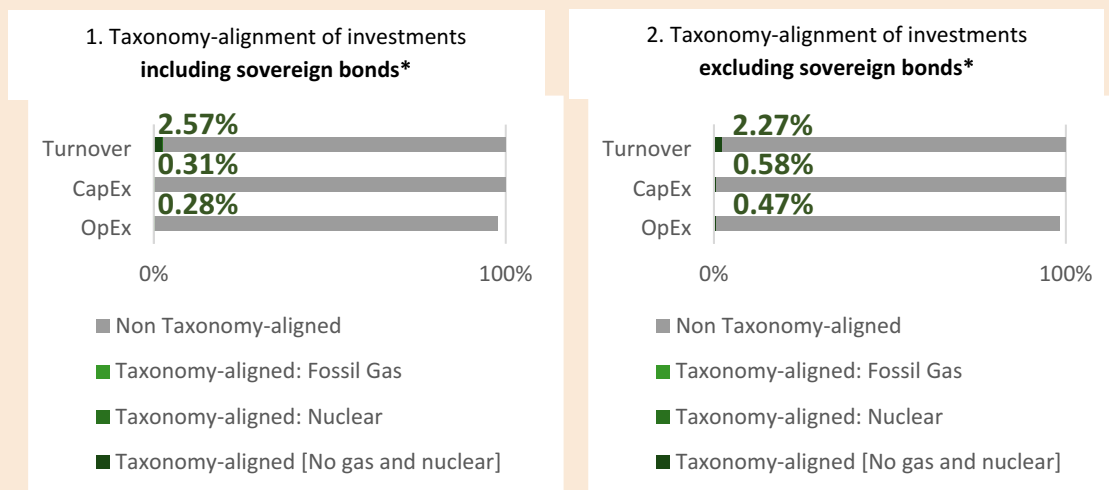 1. Taxonomy-alignment of investments
including sovereign bonds*
2.57%
Turnover
0.31%
CapEx
0.28%
OpEx
0%
100%
Non Taxonomy-aligned
Taxonomy-aligned: Fossil Gas
Taxonomy-aligned: Nuclear
Taxonomy-aligned [No gas and nuclear]
2. Taxonomy-alignment of investments
excluding sovereign bonds*
2.27%
Turnover
0.58%
CapEx
0.47%
OpEx
0%
100%
Non Taxonomy-aligned
Taxonomy-aligned: Fossil Gas
Taxonomy-aligned: Nuclear
Taxonomy-aligned [No gas and nuclear]